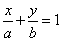 x/a + y/b = 1